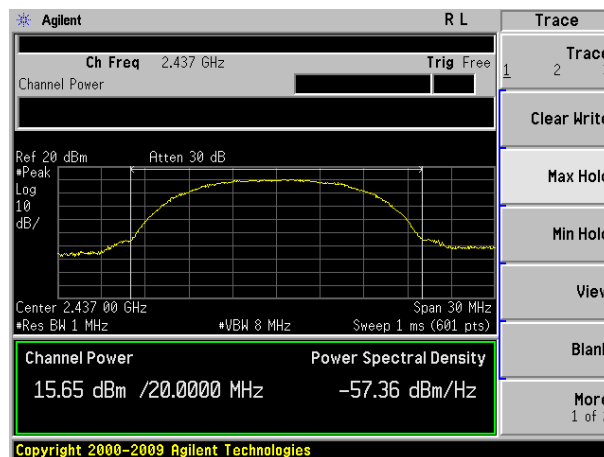 Agilent R L Trace
Ch Freq 2.437 GHz Trig Free
Channel Power
Trace
1 2
Clear Write
Ref 20 dBm Atten 30 dB
#Peak
Log
10
dB/
Max Hold
Min Hold
View
Center 2.437 00 GHz Span 30 MHz
#Res BW 1 MHz #VBW 8 MHz Sweep 1 ms (601 pts)
Channel Power Power Spectral Density
15.65 dBm /20.0000 MHz -57.36 dBm/Hz
Blank
More
1 of
Copyright 2000-2009 Agilent Technologies